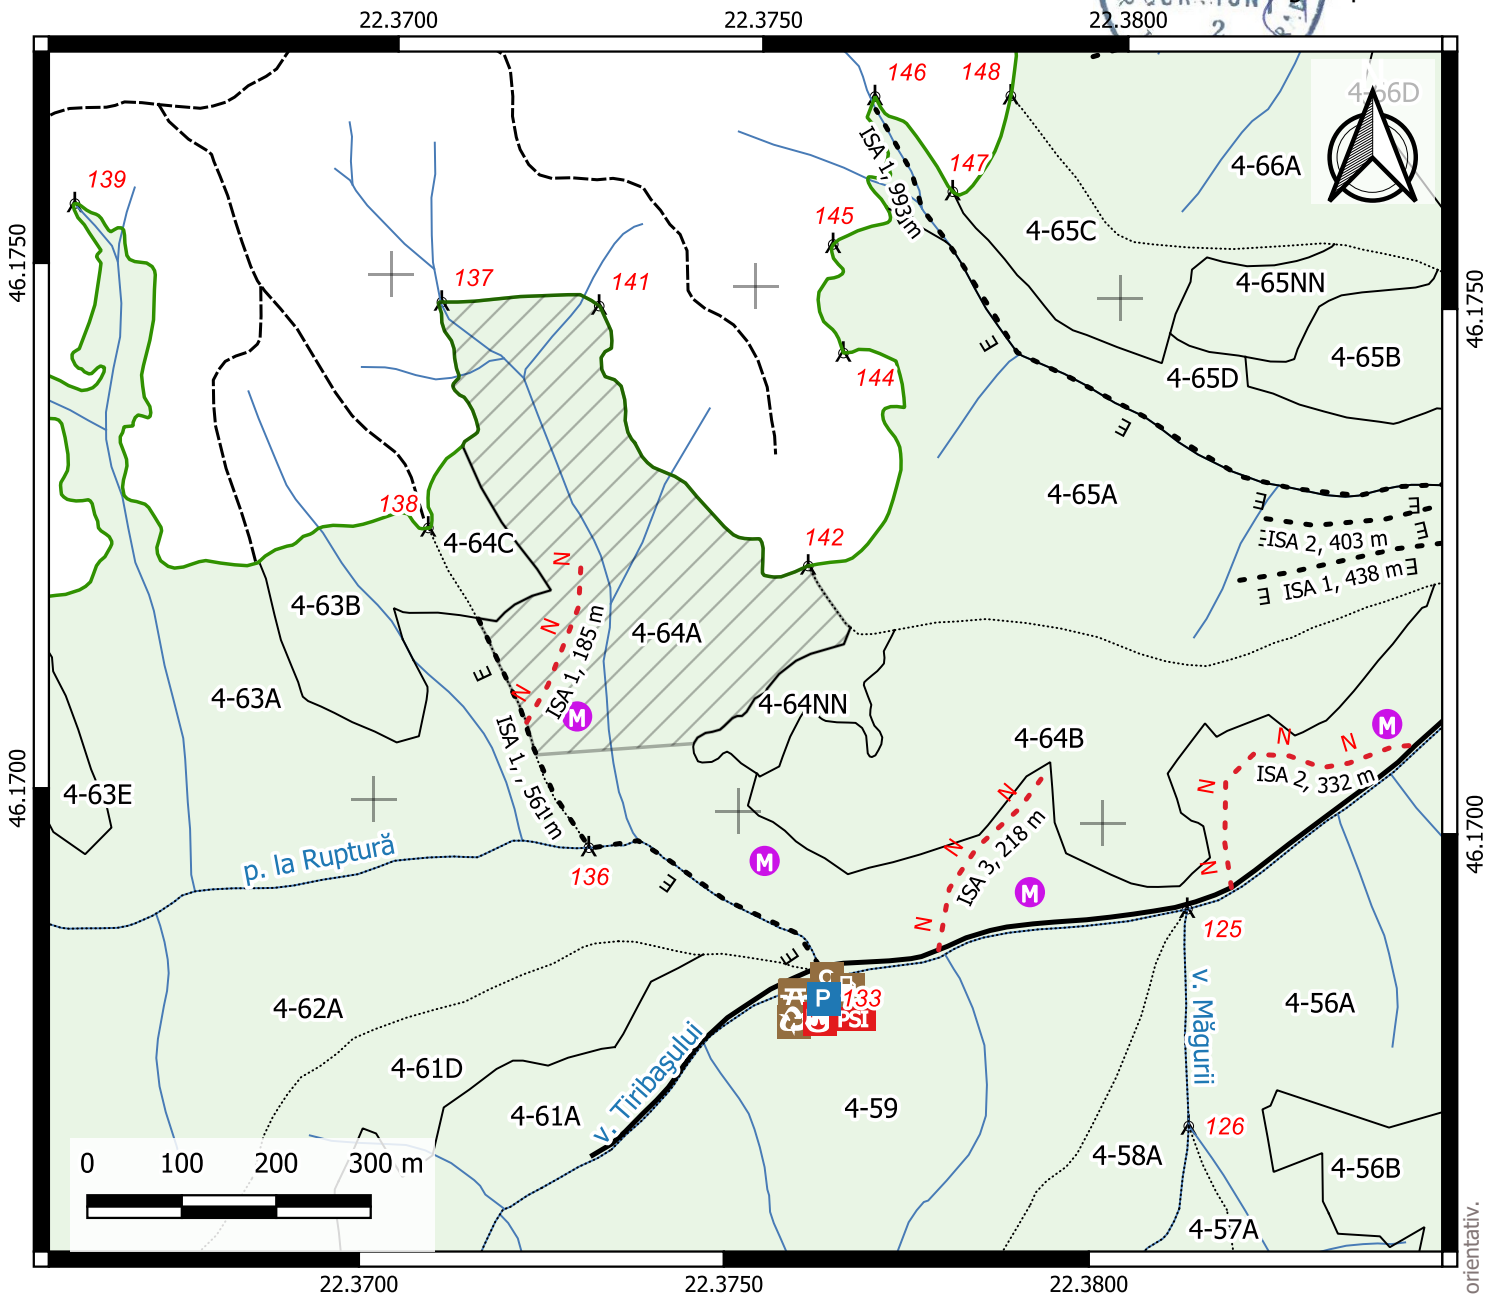 22.3700
22.3750
22.3800
2
146
148
4-66D
4-66A
147
139
ISA 1, 993 m
145
4-65C
46.1750
137
141
4-65NN
46.1750
4-65B
144
4-65D
E
E
138
4-65A
142
E
E
4-64C
N
E
ISA 2, 403 m
E
ISA 1, 438 m
E
E
4-63B
N
4-64A
ISA 1, 185 m
E
N
4-63A
4-64NN
M
M
4-64B
N
N
ISA 1, 561 m
ISA 2, 332 m
N
N
4-63E
46.1700
46.1700
p. la Ruptură
136
M
N
ISA 3, 218 m
N
E
M
N
125
E
C
P
133
PSI
v. Măgurii
4-56A
4-62A
4-61D
v. Tiribașului
4-61A
4-59
126
4-58A
4-56B
0
100
200
300 m
4-57A
orientativ.
22.3700
22.3750
22.3800